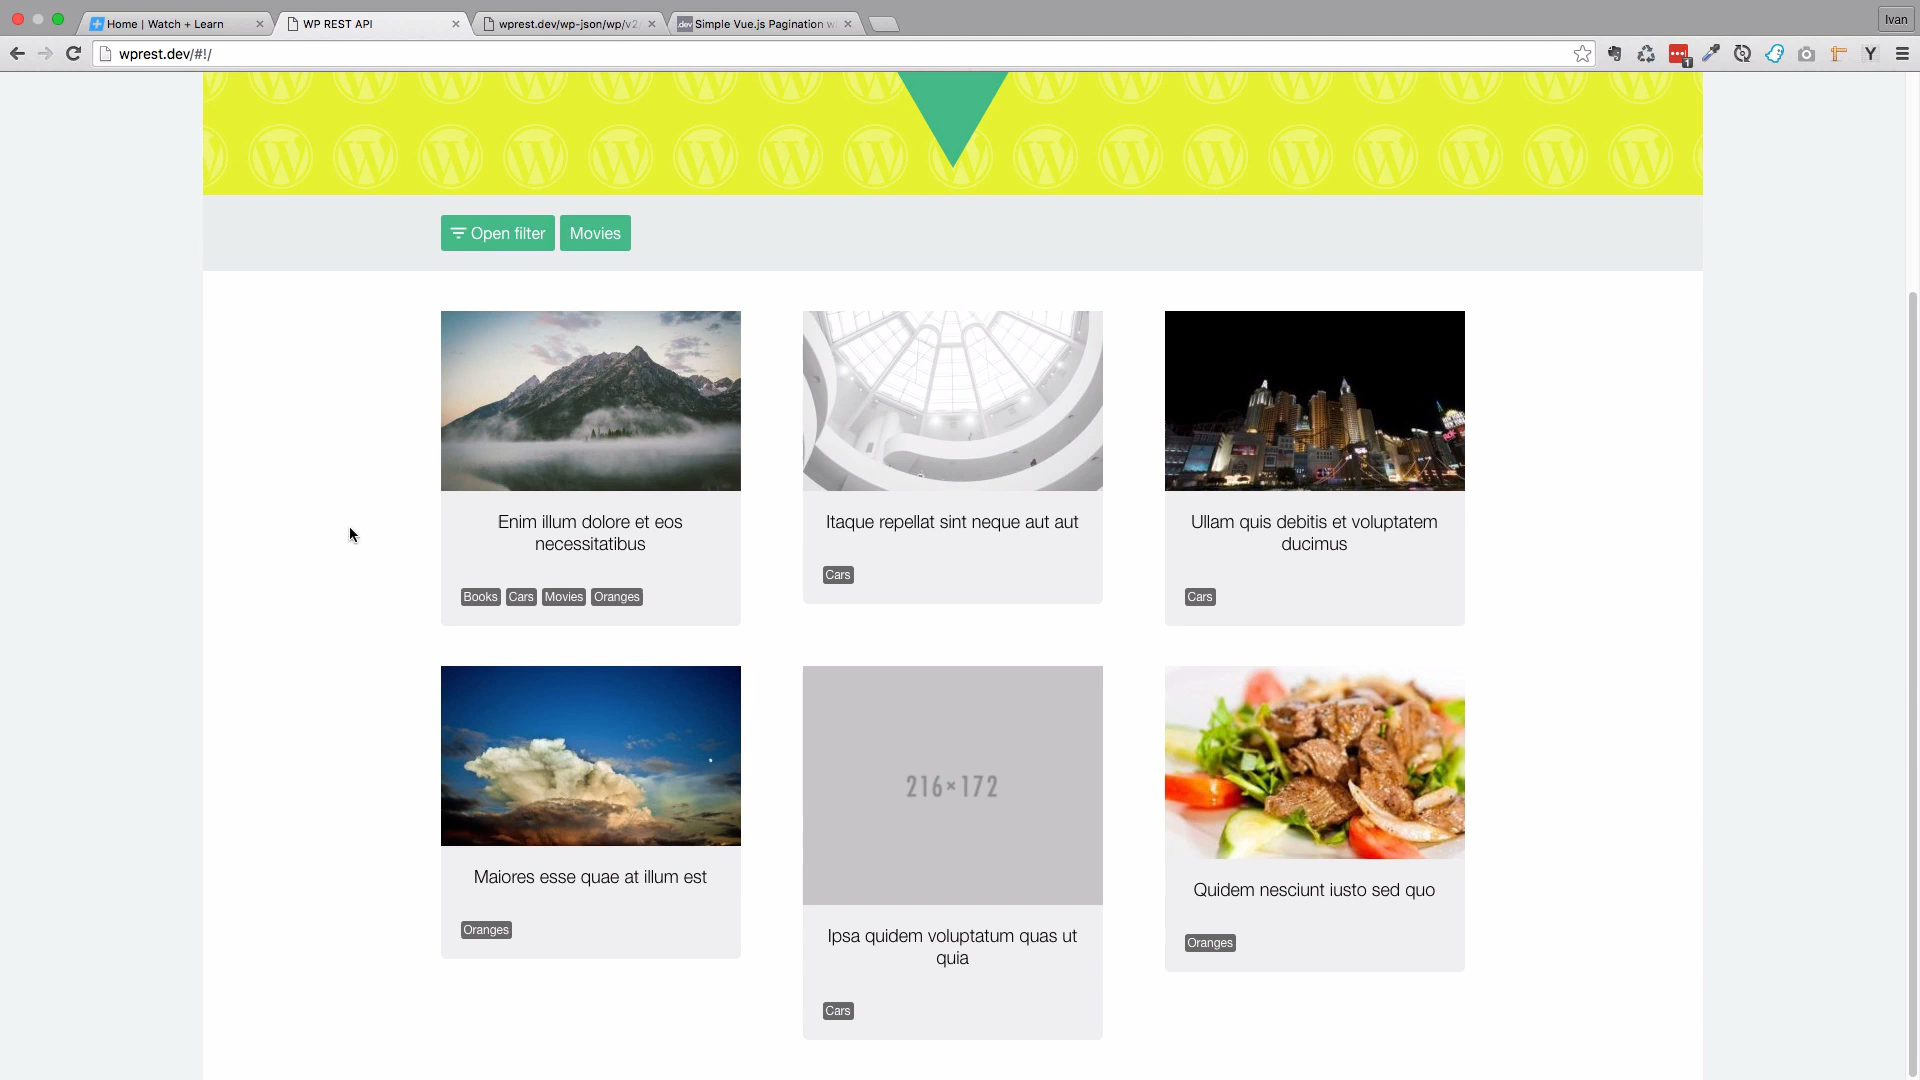 Home | Watch + Learn
WP REST API
wprest.dev/wp-json/wp/v2
Simple Vue.js Pagination w
Ivan
wprest.dev/#!/
1
Y
Open filter
Movies
Enim illum dolore et eos
necessitatibus
Books Cars Movies Oranges
Itaque repellat sint neque aut aut
Cars
Ullam quis debitis et voluptatem
ducimus
Cars
Maiores esse quae at illum est
Oranges
216×172
Ipsa quidem voluptatum quas ut
quia
Cars
Quidem nesciunt iusto sed quo
Oranges